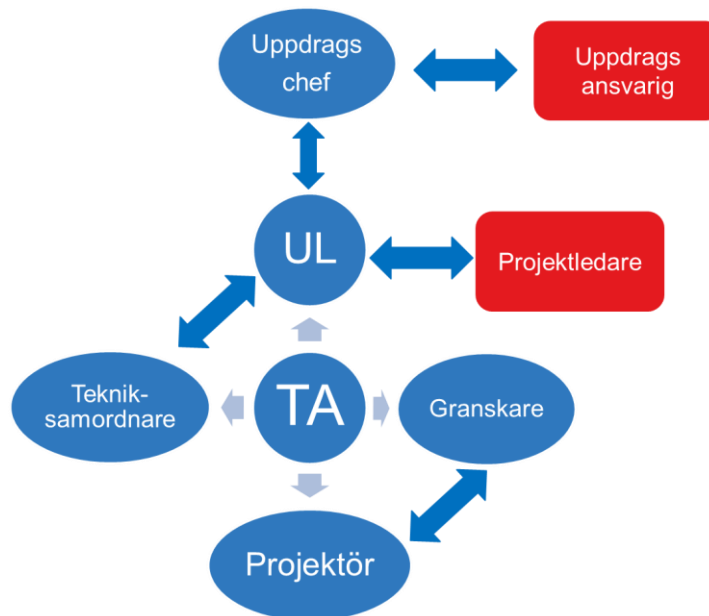 Uppdrags
chef
Uppdrags
ansvarig
UL
Projektledare
Teknik-
samordnare
TA
Granskare
Projektör